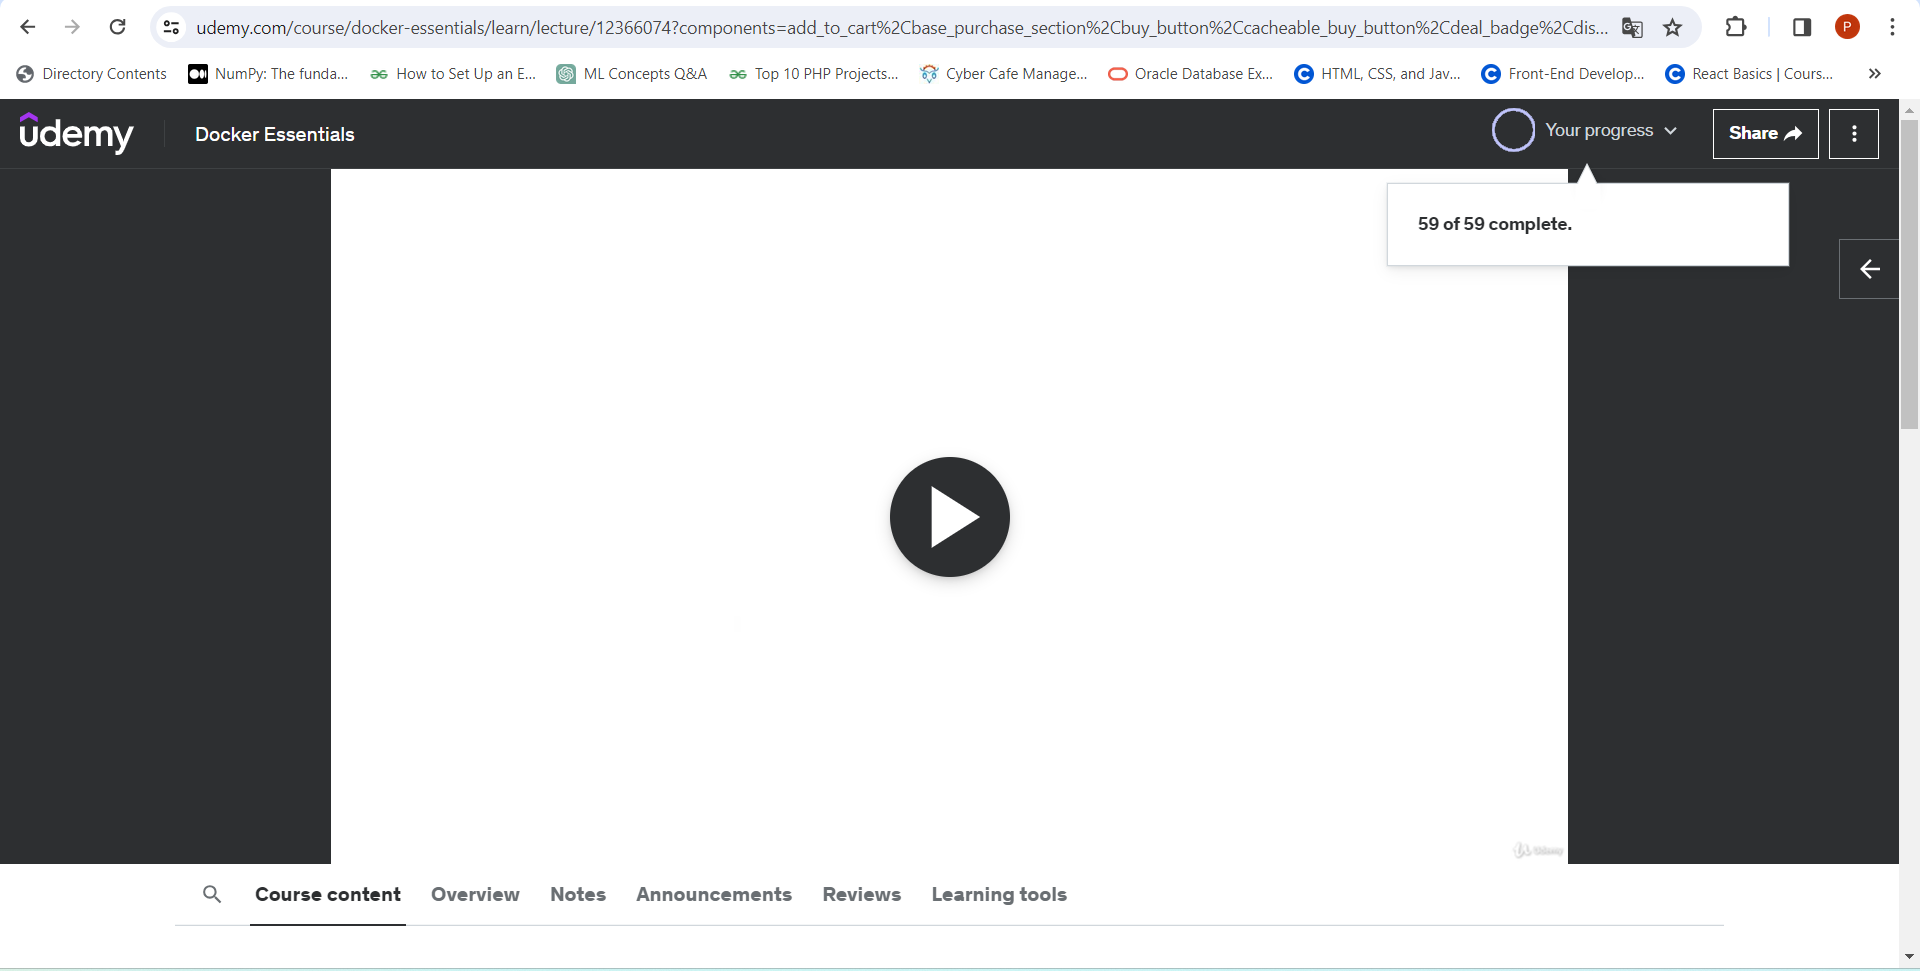 udemy.com/course/docker-essentials/learn/lecture/12366074?components=add_to_cart%2Cbase_purchase_section%2Cbuy_button%2Ccacheable_buy_button%2Cdeal_badge%2Cdis...
P
Directory Contents
NumPy: The funda...
How to Set Up an E...
ML Concepts Q&A
Top 10 PHP Projects...
Cyber Cafe Manage...
Oracle Database Ex...
HTML, CSS, and Jav...
Front-End Develop...
React Basics | Cours...
udemy
Docker Essentials
Your progress
Share
59 of 59 complete.
Udemy
Course content
Overview
Notes
Announcements
Reviews
Learning tools